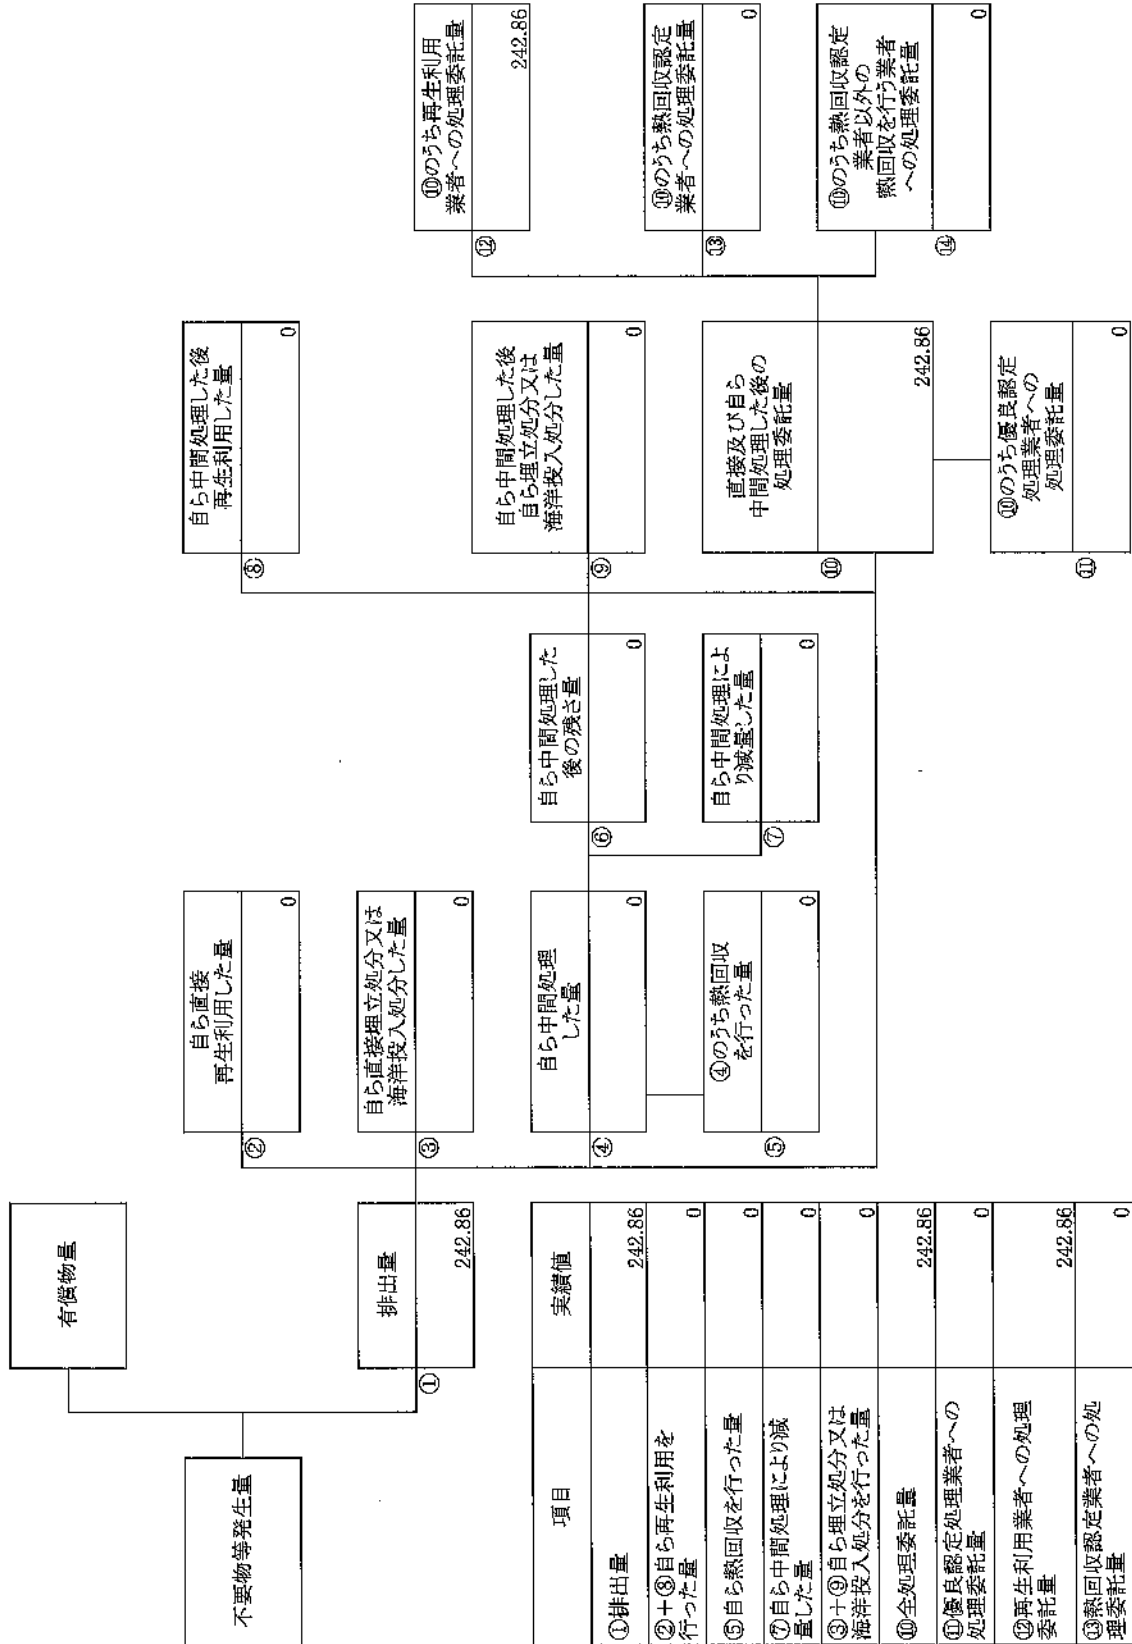 不要物等発生量
有償物量
排出量
①
242.86
自ら直接
再生利用した量
②
0
自ら直接埋立処分又は
海洋投入処分した量
③
0
自ら中間処理
した量
④
0
④のうち熱回収
を行った量
⑤
0
自ら中間処理した
後の残さ量
⑥
0
自ら中間処理によ
り減量した量
⑦
0
自ら中間処理した後
再生利用した量
⑧
0
自ら中間処理した後
自ら埋立処分又は
海洋投入処分した量
⑨
0
直接及び自ら
中間処理した後の
処理委託量
⑩
242.86
⑩のうち優良認定
処理業者への
処理委託量
⑪
0
⑩のうち再生利用
業者への処理委託量
⑫
242.86
⑩のうち熱回収認定
業者への処理委託量
⑬
0
⑩のうち熱回収認定
業者以外の
熱回収を行う業者
への処理委託量
⑭
0
項目 実績値
①排出量 242.86
②+⑧自ら再生利用を
行った量 0
⑤自ら熱回収を行った量 0
⑦自ら中間処理により減
量した量 0
③+⑨自ら埋立処分又は
海洋投入処分を行った量 0
⑩全処理委託量 242.86
⑪優良認定処理業者への
処理委託量 0
⑫再生利用業者への処理
委託量 242.86
⑬熱回収認定業者への処
理委託量 0